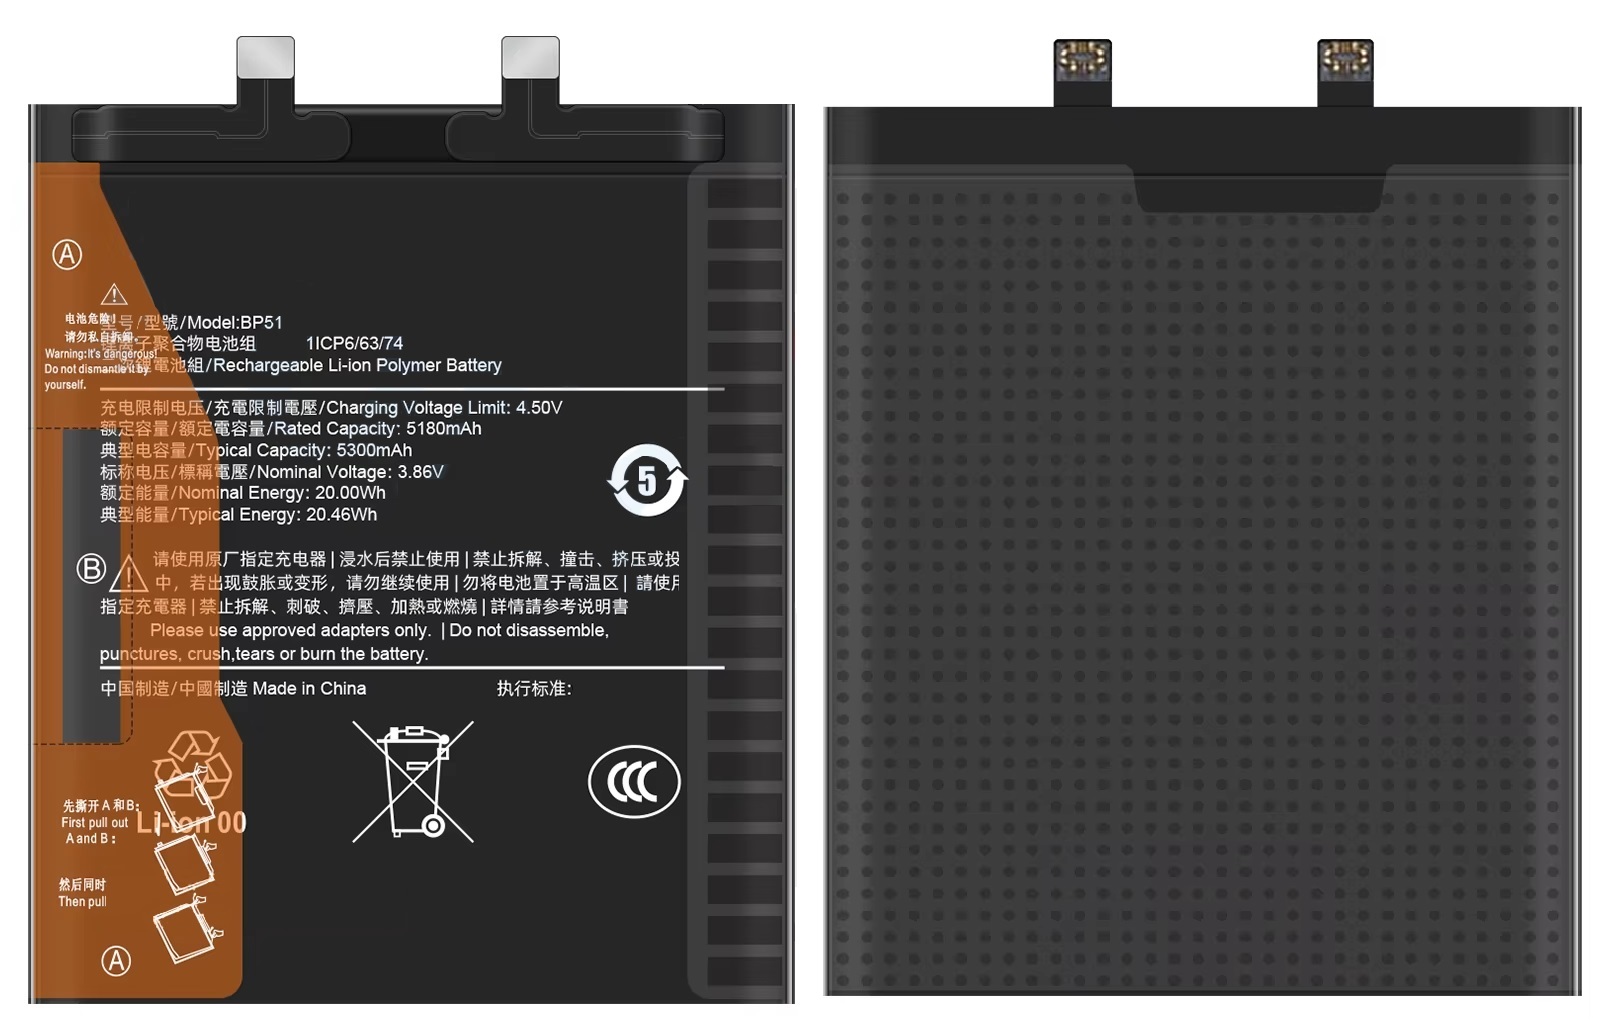 A
电池危险!
请勿私自拆卸。
Warning:It's dangerous!
Do not dismantle it by
yourself.
型号/型號/Model:BP51
锂离子聚合物电池组 1ICP6/63/74
二次鋰電池組/Rechargeable Li-ion Polymer Battery
充电限制电压/充電限制電壓/Charging Voltage Limit: 4.50V
额定容量/額定電容量/Rated Capacity: 5180mAh
典型电容量/Typical Capacity: 5300mAh
标称电压/標稱電壓/Nominal Voltage: 3.86V
额定能量/Nominal Energy: 20.00Wh
典型能量/Typical Energy: 20.46Wh
5
B
请使用原厂指定充电器|浸水后禁止使用|禁止拆解、撞击、挤压或投
中，若出现鼓胀或变形，请勿继续使用|勿将电池置于高温区| 請使用
指定充電器|禁止拆解、刺破、擠壓、加熱或燃燒|詳情請参考说明書
Please use approved adapters only. |Do not disassemble,
punctures, crush,tears or burn the battery.
中国制造/中國制造 Made in China 执行标准:
CCC
Li-ion 00
先撕开 A 和 B:
First pull out
A and B :
然后同时
Then pull
A